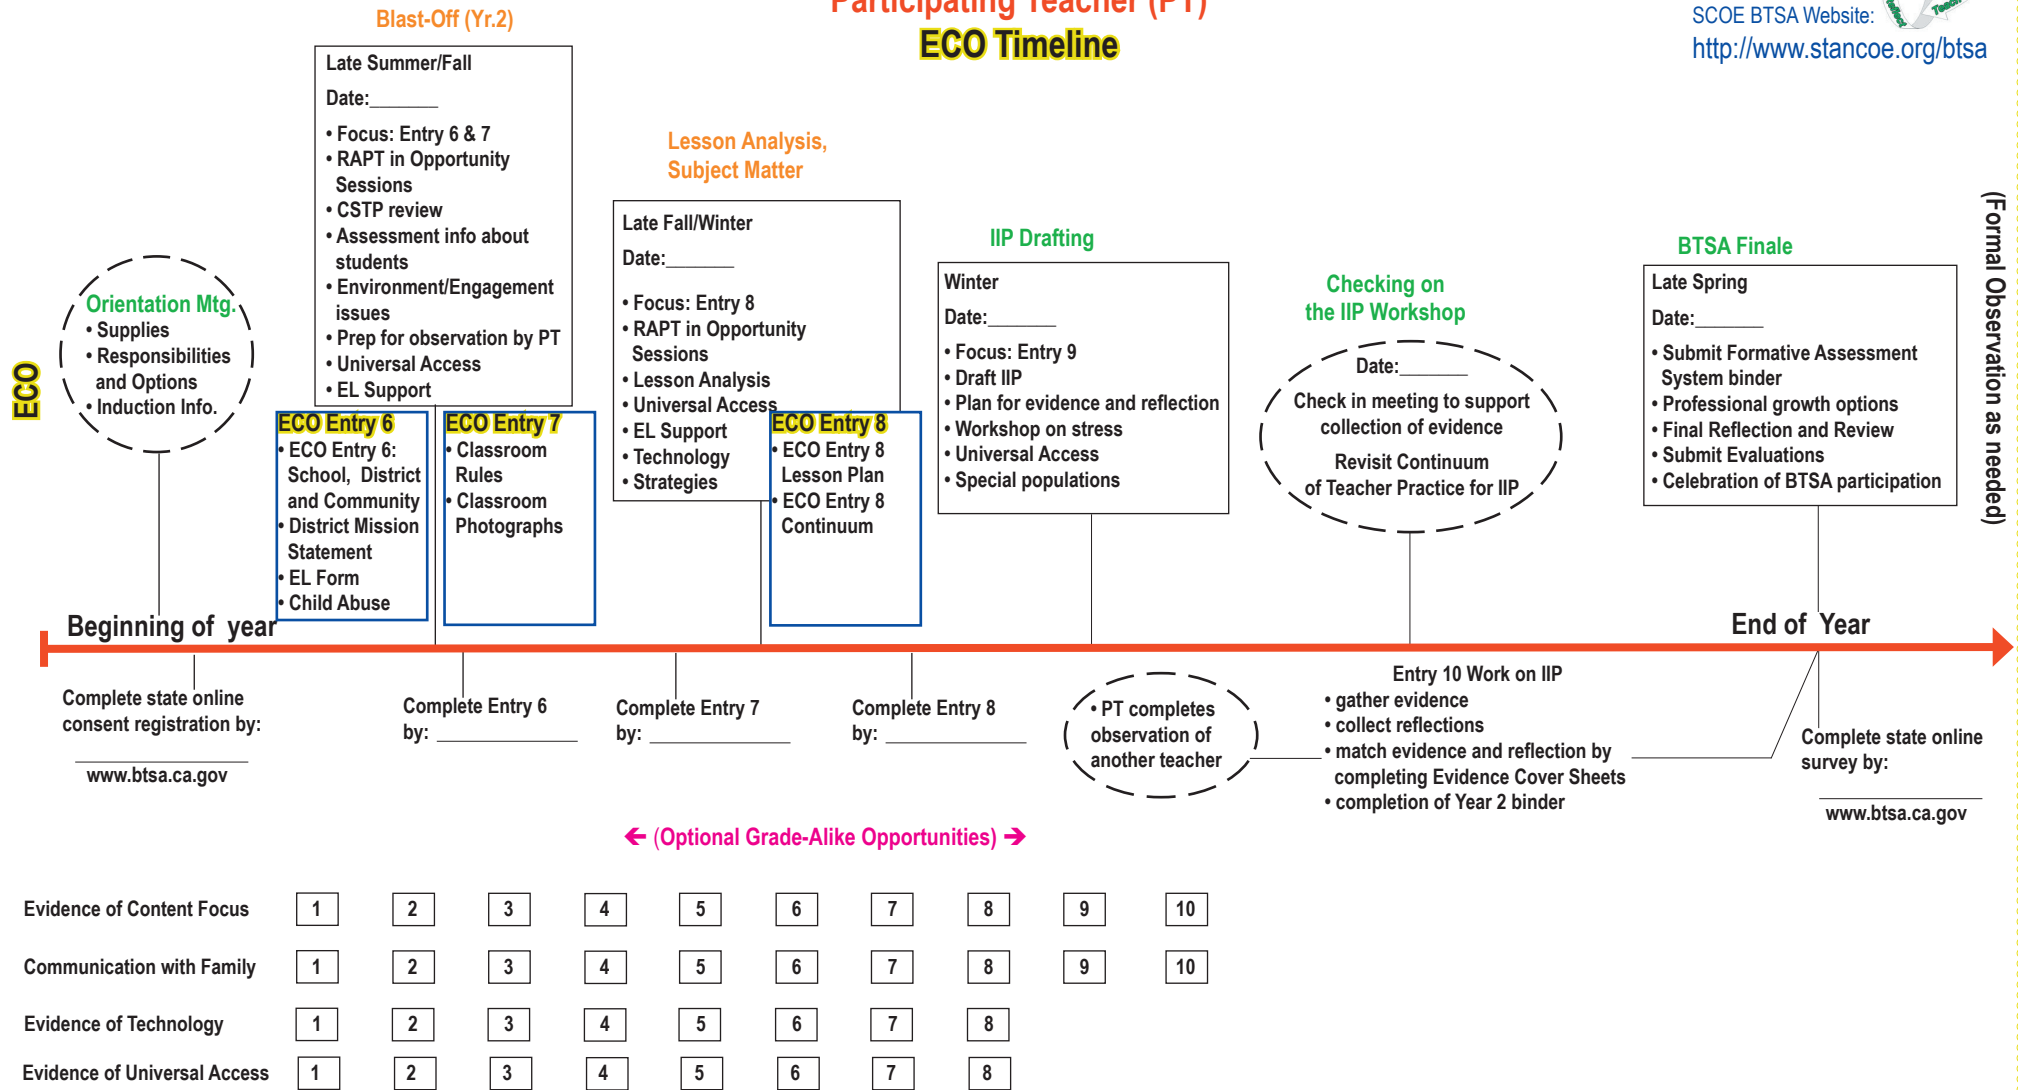 Participating Teacher (PT)
ECO Timeline
SCOE BTSA Website:
http://www.stancoe.org/btsa
Reflect
Teach
ECO
Orientation Mtg.
• Supplies
• Responsibilities
and Options
• Induction Info.
Blast-Off (Yr.2)
Late Summer/Fall
Date:_______
• Focus: Entry 6 & 7
• RAPT in Opportunity
Sessions
• CSTP review
• Assessment info about
students
• Environment/Engagement
issues
• Prep for observation by PT
• Universal Access
• EL Support
ECO Entry 6
• ECO Entry 6:
School, District
and Community
• District Mission
Statement
• EL Form
• Child Abuse
ECO Entry 7
• Classroom
Rules
• Classroom
Photographs
Lesson Analysis,
Subject Matter
Late Fall/Winter
Date:_______
• Focus: Entry 8
• RAPT in Opportunity
Sessions
• Lesson Analysis
• Universal Access
• EL Support
• Technology
• Strategies
ECO Entry 8
• ECO Entry 8
Lesson Plan
• ECO Entry 8
Continuum
IIP Drafting
Winter
Date:_______
• Focus: Entry 9
• Draft IIP
• Plan for evidence and reflection
• Workshop on stress
• Universal Access
• Special populations
Checking on
the IIP Workshop
Date:_______
Check in meeting to support
collection of evidence
Revisit Continuum
of Teacher Practice for IIP
BTSA Finale
Late Spring
Date:_______
• Submit Formative Assessment
System binder
• Professional growth options
• Final Reflection and Review
• Submit Evaluations
• Celebration of BTSA participation
(Formal Observation as needed)
Beginning of year
End of Year
Complete state online
consent registration by:
www.btsa.ca.gov
Complete Entry 6
by: ______________
Complete Entry 7
by: ______________
Complete Entry 8
by: ______________
• PT completes
observation of
another teacher
Entry 10 Work on IIP
• gather evidence
• collect reflections
• match evidence and reflection by
completing Evidence Cover Sheets
• completion of Year 2 binder
Complete state online
survey by:
www.btsa.ca.gov
← (Optional Grade-Alike Opportunities) →
Evidence of Content Focus 1 2 3 4 5 6 7 8 9 10
Communication with Family 1 2 3 4 5 6 7 8 9 10
Evidence of Technology 1 2 3 4 5 6 7 8
Evidence of Universal Access 1 2 3 4 5 6 7 8